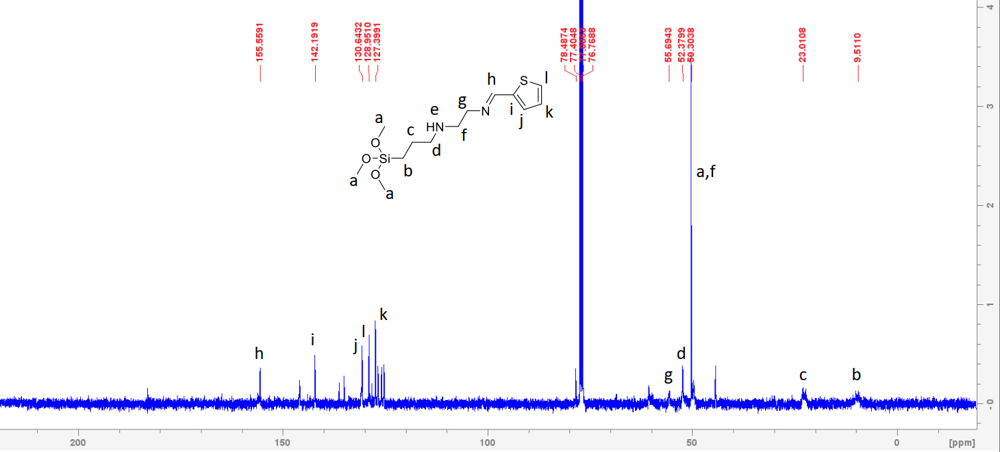 155.5591
142.1919
130.6432
128.9510
127.3991
78.4874
77.4048
76.7688
55.6943
52.3799
50.3038
23.0108
9.5110
4
3
2
1
0
h
S
l
g
N
i
k
j
e
HN
f
a
c
d
O
O
Si
O
b
a
a
a,f
k
l
j
i
h
d
g
c
b
200
150
100
50
0
[ppm]